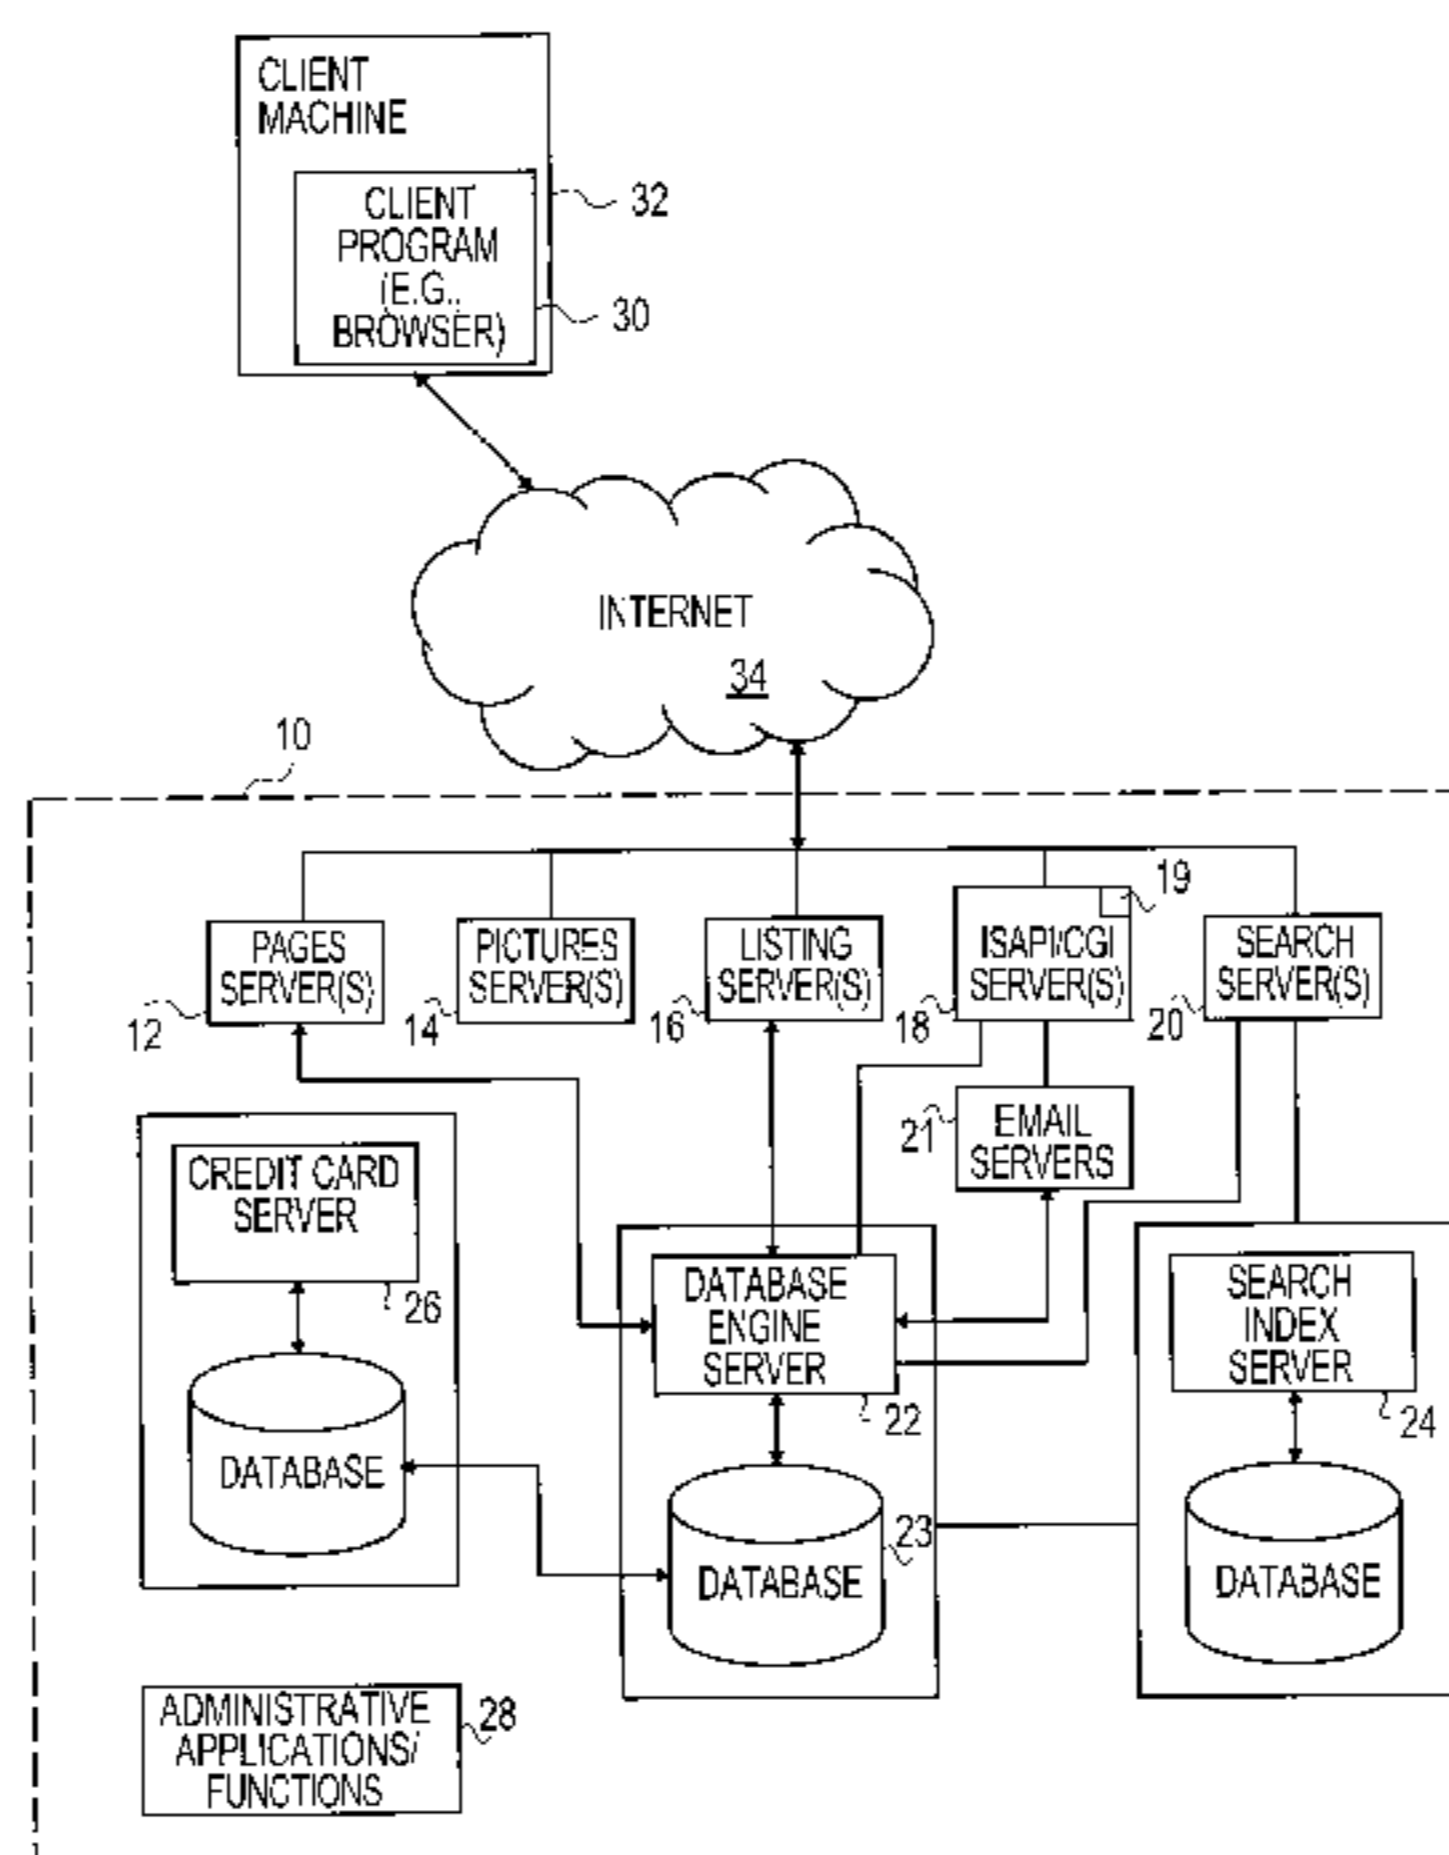 CLIENT
MACHINE
CLIENT
PROGRAM
(E.G.,
BROWSER)
32
30
INTERNET
34
10
19
PAGES
SERVER(S)
12
PICTURES
SERVER(S)
14
LISTING
SERVER(S)
16
ISAPI/CGI
SERVER(S)
18
SEARCH
SERVER(S)
20
EMAIL
SERVERS
21
CREDIT CARD
SERVER
26
DATABASE
ENGINE
SERVER
22
SEARCH
INDEX
SERVER
24
DATABASE
DATABASE
23
DATABASE
ADMINISTRATIVE
APPLICATIONS/
FUNCTIONS
28